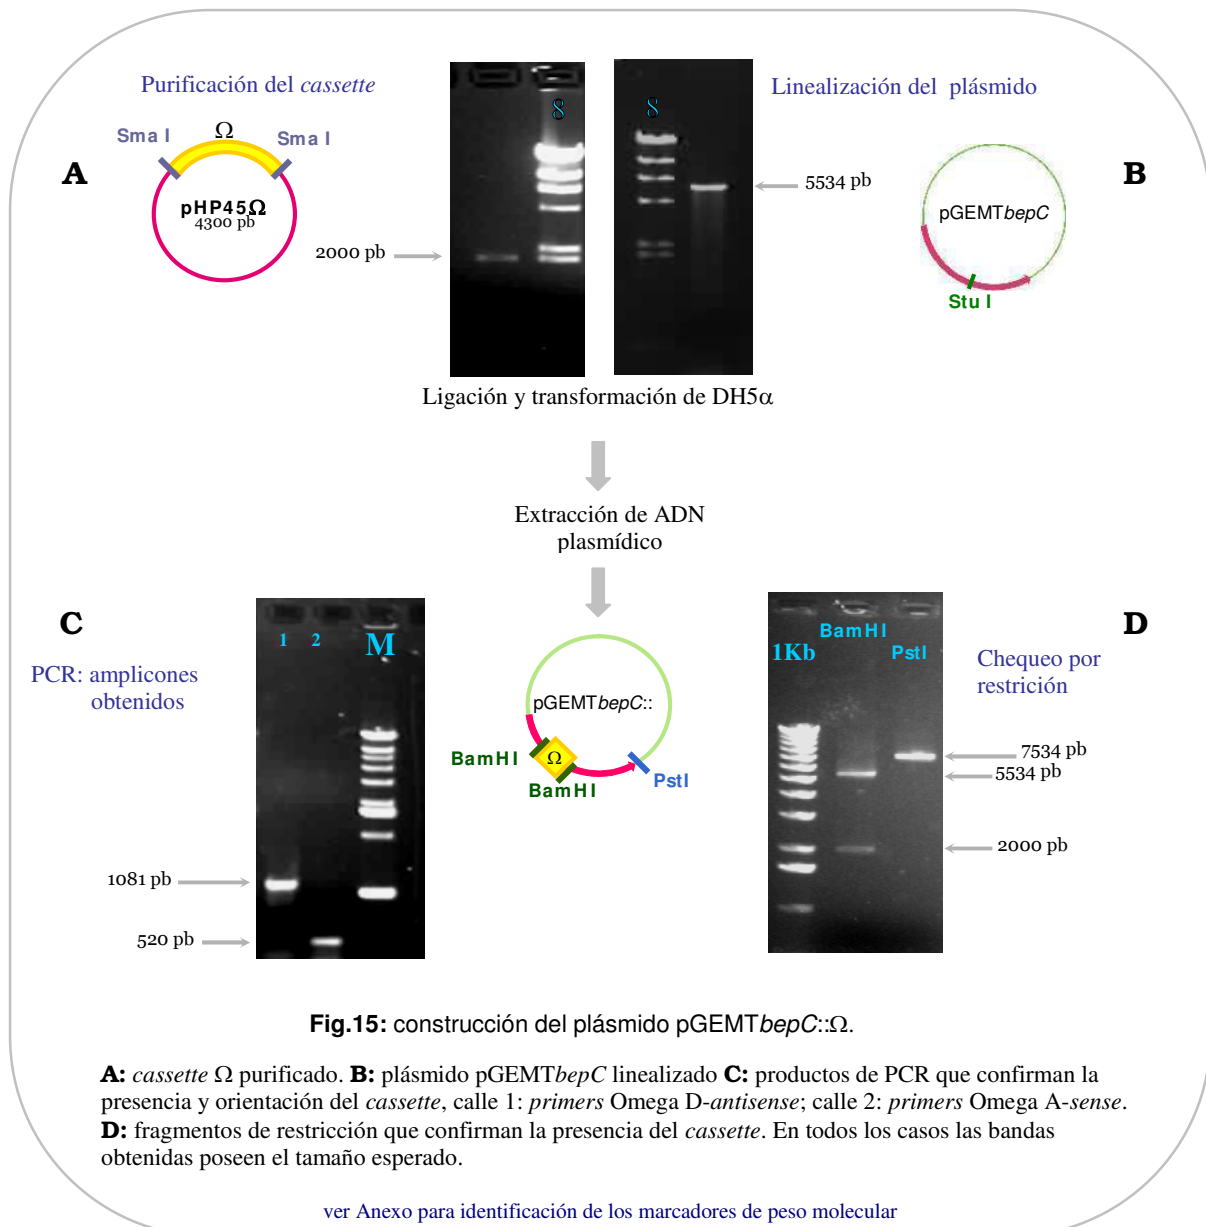 Purificación del cassette
Linealización del plásmido
A
Sma I
Ω
Sma I
pHP45Ω
4300 pb
2000 pb
8
8
5534 pb
B
pGEMTbepC
Stu I
Ligación y transformación de DH5α
Extracción de ADN
plasmídico
C
PCR: amplicones
obtenidos
1
2
M
1081 pb
520 pb
pGEMTbepC::
BamHI
Ω
BamHI
PstI
D
1Kb
BamHI
PstI
Chequeo por
restrición
7534 pb
5534 pb
2000 pb
Fig.15: construcción del plásmido pGEMTbepC::Ω.
A: cassette Ω purificado. B: plásmido pGEMTbepC linealizado C: productos de PCR que confirman la
presencia y orientación del cassette, calle 1: primers Omega D-antisense; calle 2: primers Omega A-sense.
D: fragmentos de restricción que confirman la presencia del cassette. En todos los casos las bandas
obtenidas poseen el tamaño esperado.
ver Anexo para identificación de los marcadores de peso molecular